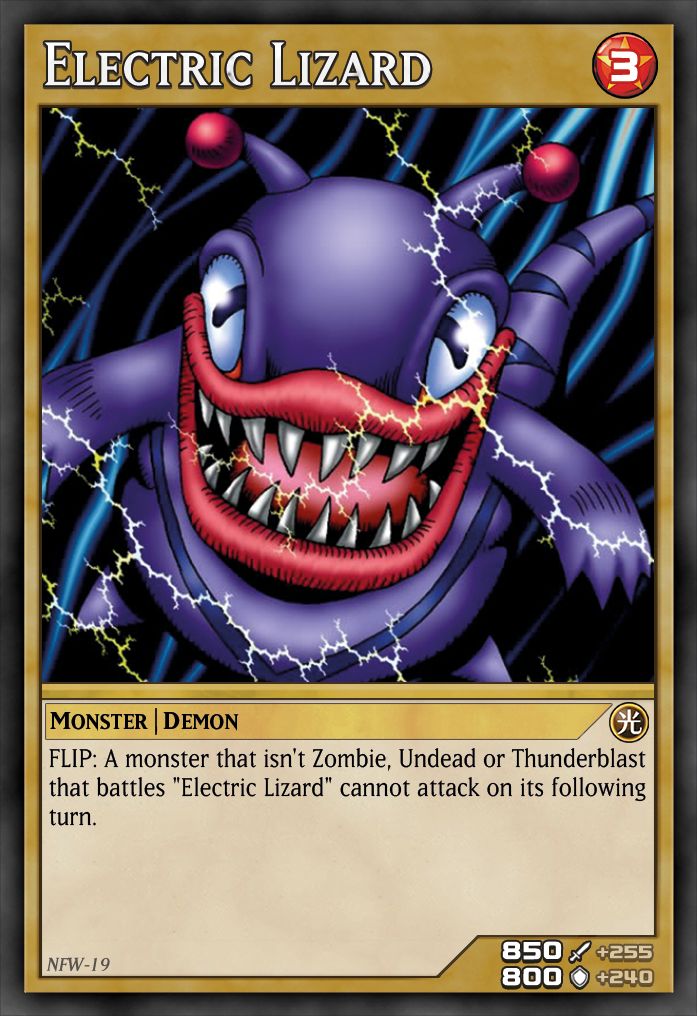 Electric Lizard
3
Monster | Demon
光
FLIP: A monster that isn't Zombie, Undead or Thunderblast
that battles "Electric Lizard" cannot attack on its following
turn.
NFW-19
850 +255
800 +240